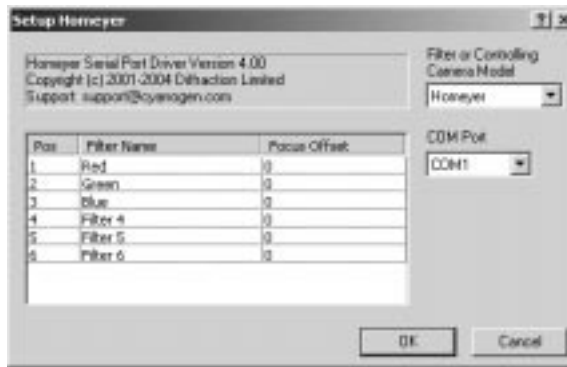 Setup Homeyer
Homeyer Serial Port Driver Version 4.00
Copyright (c) 2001-2004 Diffraction Limited
Support: support@cyanogen.com
Filter or Controlling
Camera Model
Homeyer
COM Port
COM1
Pos Filter Name Focus Offset
1 Red 0
2 Green 0
3 Blue 0
4 Filter 4 0
5 Filter 5 0
6 Filter 6 0
OK Cancel